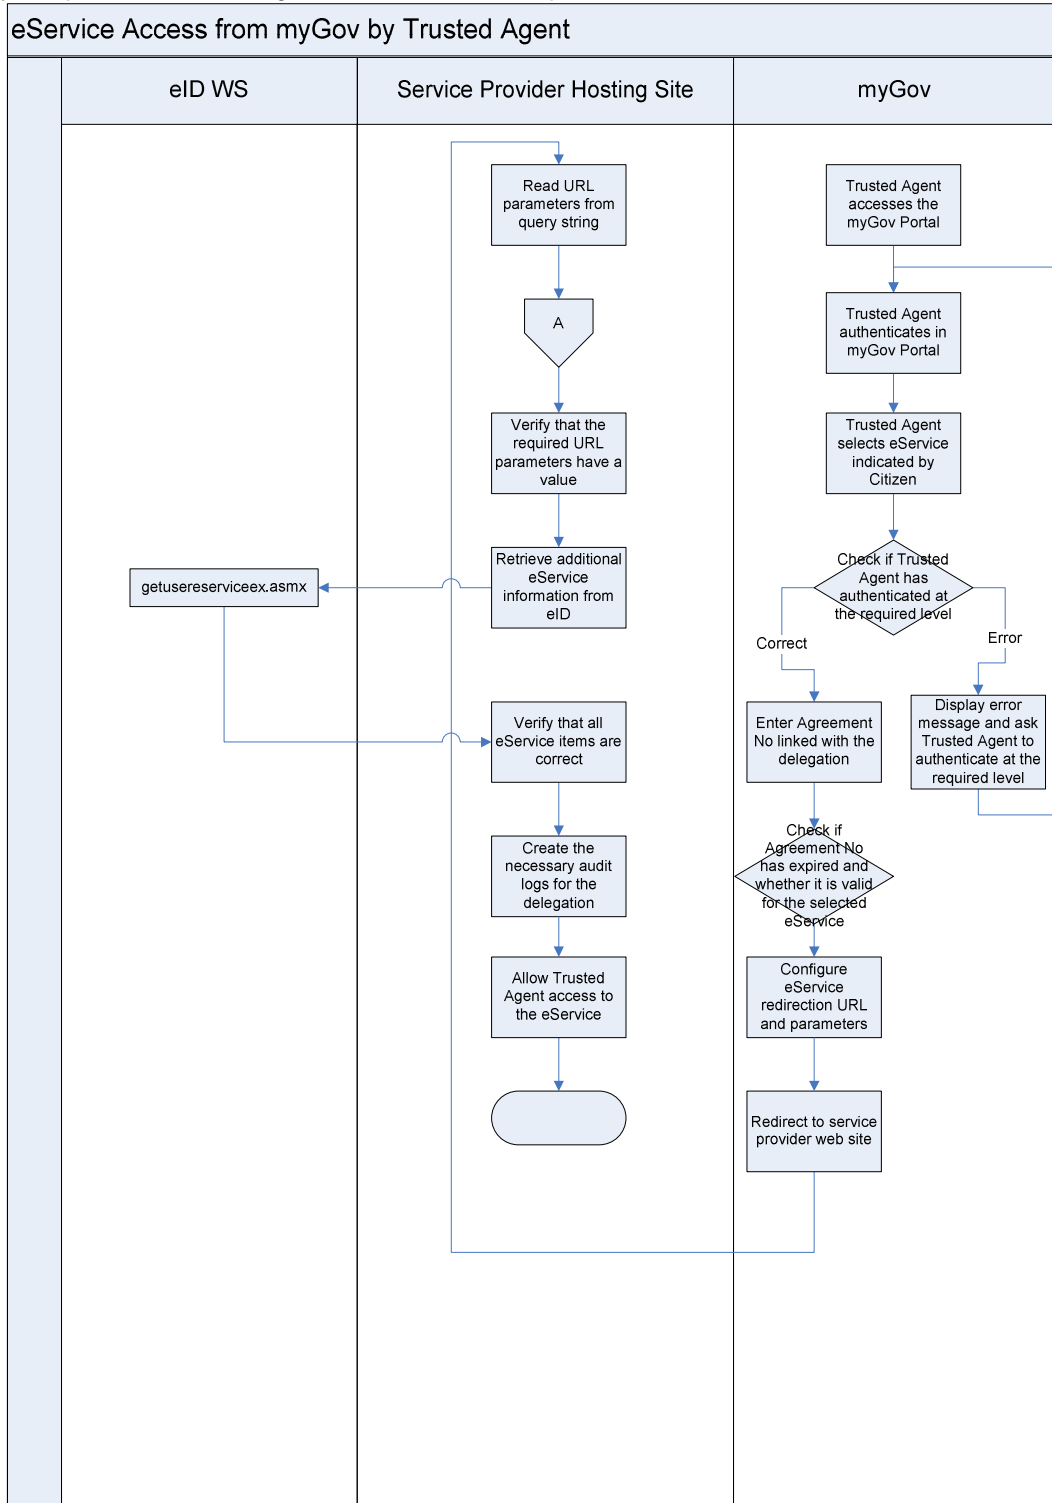 eService Access from myGov by Trusted Agent
eID WS
Service Provider Hosting Site
myGov
Read URL
parameters from
query string
A
Verify that the
required URL
parameters have a
value
Retrieve additional
eService
information from
eID
getusereserviceex.asmx
Verify that all
eService items are
correct
Create the
necessary audit
logs for the
delegation
Allow Trusted
Agent access to
the eService
Trusted Agent
accesses the
myGov Portal
Trusted Agent
authenticates in
myGov Portal
Trusted Agent
selects eService
indicated by
Citizen
Check if Trusted
Agent has
authenticated at
the required level
Correct
Error
Enter Agreement
No linked with the
delegation
Display error
message and ask
Trusted Agent to
authenticate at the
required level
Check if
Agreement No
has expired and
whether it is valid
for the selected
eService
Configure
eService
redirection URL
and parameters
Redirect to service
provider web site